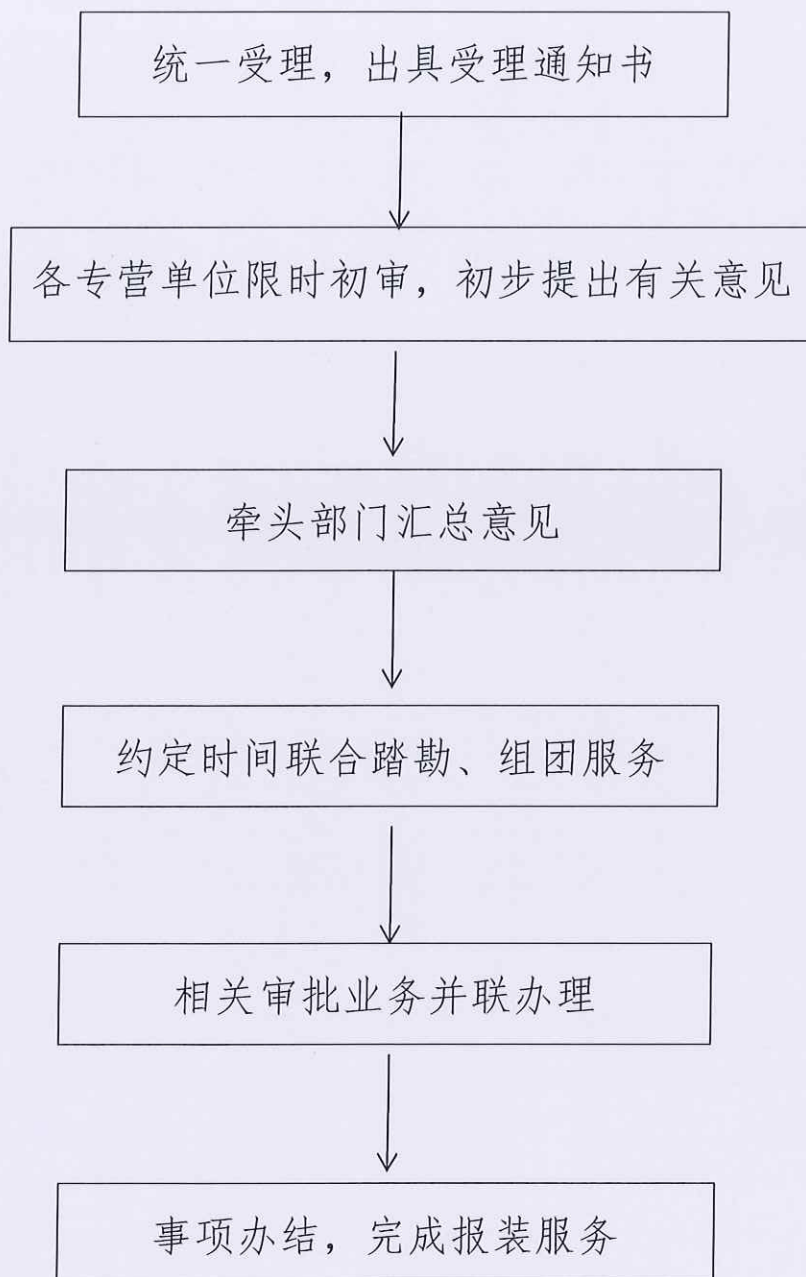 统一受理，出具受理通知书
各专营单位限时初审，初步提出有关意见
牵头部门汇总意见
约定时间联合踏勘、组团服务
相关审批业务并联办理
事项办结，完成报装服务